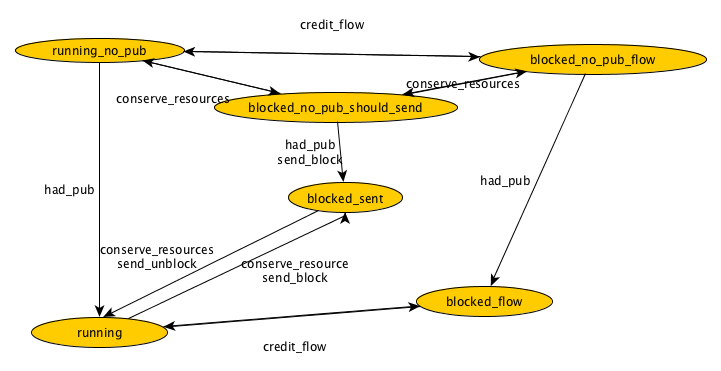 credit_flow
running_no_pub
blocked_no_pub_flow
conserve_resources
conserve_resources
blocked_no_pub_should_send
had_pub
send_block
had_pub
had_pub
blocked_sent
conserve_resources
send_unblock
conserve_resource
send_block
blocked_flow
running
credit_flow